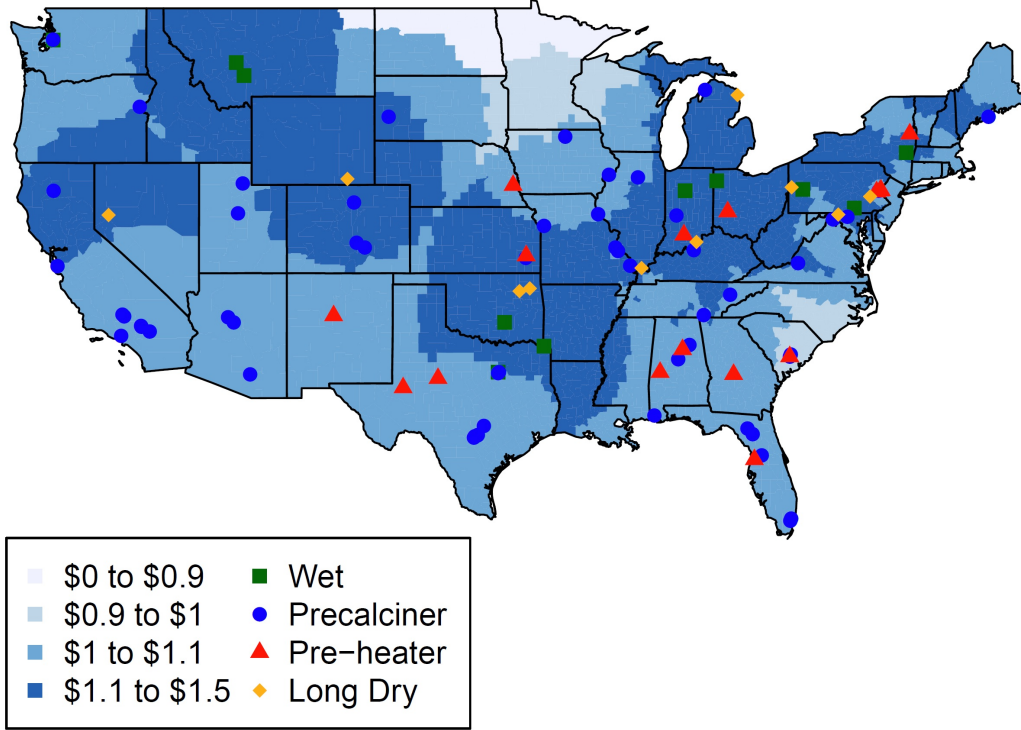 $0 to $0.9
$0.9 to $1
$1 to $1.1
$1.1 to $1.5
Wet
Precalciner
Pre−heater
Long Dry